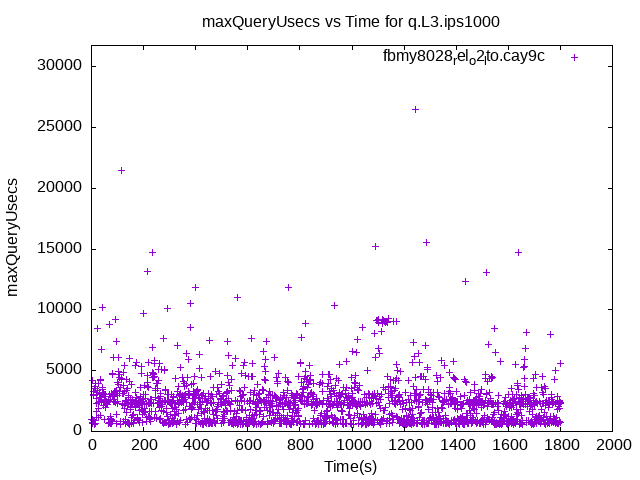 maxQueryUsecs vs Time for q.L3.ips1000
fbmy8028relo2lto.cay9c
maxQueryUsecs
30000
25000
20000
15000
10000
5000
0
0 200 400 600 800 1000 1200 1400 1600 1800 2000
Time(s)